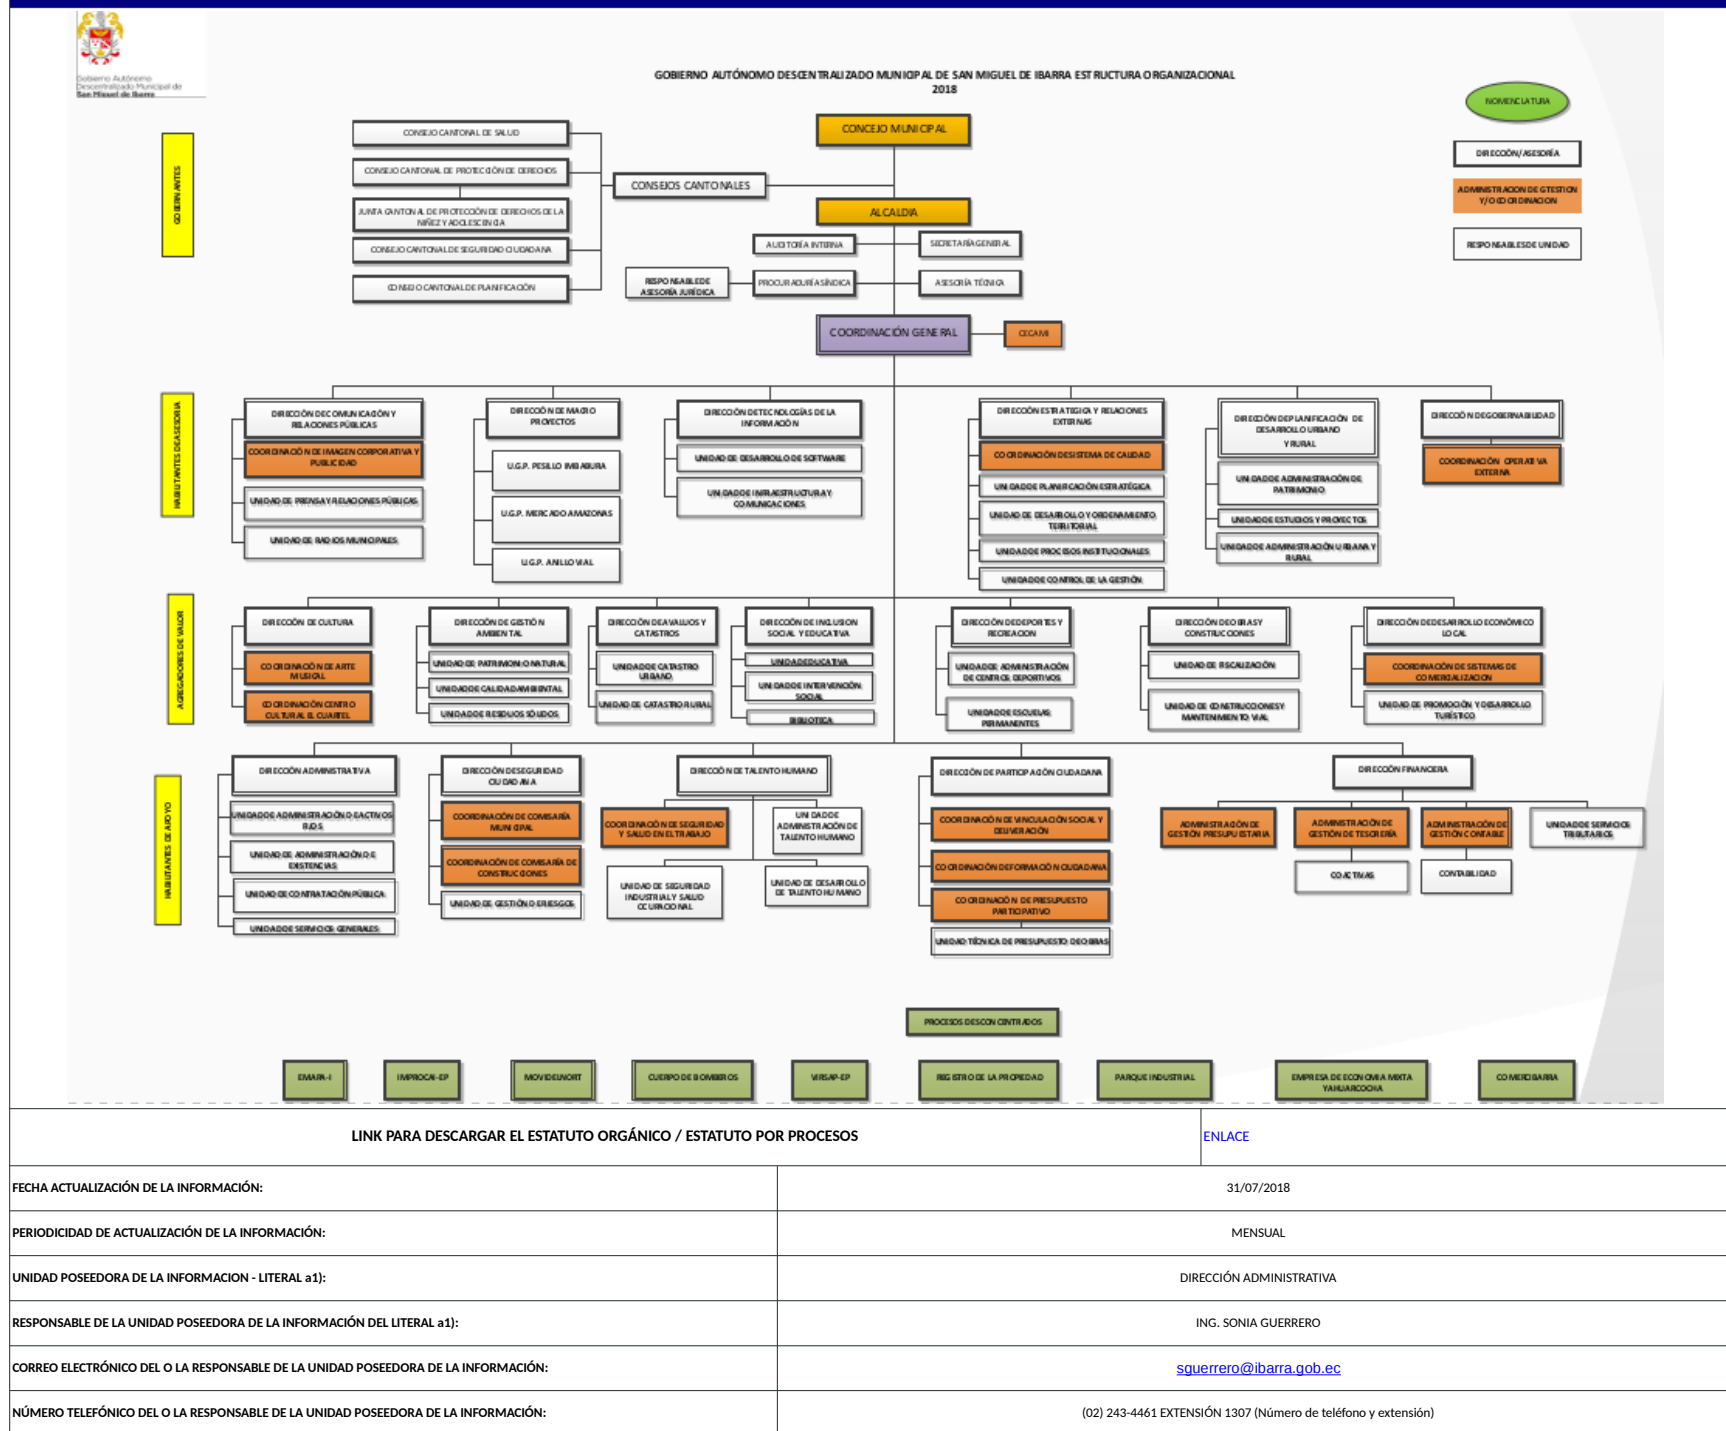 Gobierno Autónomo
Descentralizado Municipal de
San Miguel de Ibarra
GOBIERNO AUTÓNOMO DESCENTRALIZADO MUNICIPAL DE SAN MIGUEL DE IBARRA ESTRUCTURA ORGANIZACIONAL
2018
NOMENCLATURA
DIRECCIÓN/ASESORÍA
ADMINISTRACION DE GTESTION
Y/O COORDINACION
RESPONSABLES DE UNIDAD
GOBERNANTES
CONSEJO CANTONAL DE SALUD
CONSEJO CANTONAL DE PROTECCIÓN DE DERECHOS
JUNTA CANTONAL DE PROTECCIÓN DE DERECHOS DE LA
NIÑEZ Y ADOLESCENCIA
CONSEJO CANTONAL DE SEGURIDAD CIUDADANA
CONSEJO CANTONAL DE PLANIFICACIÓN
CONSEJOS CANTONALES
CONCEJO MUNICIPAL
ALCALDIA
AUDITORÍA INTERNA
SECRETARÍA GENERAL
RESPONSABLE DE
ASESORÍA JURÍDICA
PROCURADURÍA SÍNDICA
ASESORÍA TÉCNICA
COORDINACIÓN GENERAL
CECAMI
HABILITANTES DE ASESORIA
DIRECCIÓN DE COMUNICACIÓN Y
RELACIONES PÚBLICAS
COORDINACIÓN DE IMAGEN CORPORATIVA Y
PUBLICIDAD
UNIDAD DE PRENSA Y RELACIONES PÚBLICAS
UNIDAD DE RADIOS MUNICIPALES
DIRECCIÓN DE MACRO
PROYECTOS
U.G.P. PESILLO IMBABURA
U.G.P. MERCADO AMAZONAS
U.G.P. ANILLO VIAL
DIRECCIÓN DE TECNOLOGÍAS DE LA
INFORMACIÓN
UNIDAD DE DESARROLLO DE SOFTWARE
UNIDAD DE INFRAESTRUCTURA Y
COMUNICACIONES
DIRECCIÓN ESTRATEGICA Y RELACIONES
EXTERNAS
COORDINACIÓN DE SISTEMA DE CALIDAD
UNIDAD DE PLANIFICACIÓN ESTRATÉGICA
UNIDAD DE DESARROLLO Y ORDENAMIENTO
TERRITORIAL
UNIDAD DE PROCESOS INSTITUCIONALES
UNIDAD DE CONTROL DE LA GESTIÓN
DIRECCIÓN DE PLANIFICACIÓN DE
DESARROLLO URBANO
Y RURAL
UNIDAD DE ADMINISTRACIÓN DE
PATRIMONIO
UNIDAD DE ESTUDIOS Y PROYECTOS
UNIDAD DE ADMINISTRACIÓN URBANA Y
RURAL
DIRECCIÓN DE GOBERNABILIDAD
COORDINACIÓN OPERATIVA
EXTERNA
AGREGADORES DE VALOR
DIRECCIÓN DE CULTURA
COORDINACIÓN DE ARTE
MUSICAL
COORDINACIÓN CENTRO
CULTURAL EL CUARTEL
DIRECCIÓN DE GESTIÓN
AMBIENTAL
UNIDAD DE PATRIMONIO NATURAL
UNIDAD DE CALIDAD AMBIENTAL
UNIDAD DE RESIDUOS SÓLIDOS
DIRECCIÓN DE AVALUOS Y
CATASTROS
UNIDAD DE CATASTRO
URBANO
UNIDAD DE CATASTRO RURAL
DIRECCIÓN DE INCLUSION
SOCIAL Y EDUCATIVA
UNIDAD EDUCATIVA
UNIDAD DE INTERVENCIÓN
SOCIAL
BIBLIOTECA
DIRECCIÓN DE DEPORTES Y
RECREACION
UNIDAD DE ADMINISTRACIÓN
DE CENTROS DEPORTIVOS
UNIDAD DE ESCUELAS
PERMANENTES
DIRECCIÓN DE OBRAS Y
CONSTRUCCIONES
UNIDAD DE FISCALIZACIÓN
UNIDAD DE CONSTRUCCIONES Y
MANTENIMIENTO VIAL
DIRECCIÓN DE DESARROLLO ECONÓMICO
LOCAL
COORDINACIÓN DE SISTEMAS DE
COMERCIALIZACION
UNIDAD DE PROMOCIÓN Y DESARROLLO
TURÍSTICO
HABILITANTES DE APOYO
DIRECCIÓN ADMINISTRATIVA
UNIDAD DE ADMINISTRACIÓN DE ACTIVOS
FIJOS
UNIDAD DE ADMINISTRACIÓN DE
EXISTENCIAS
UNIDAD DE CONTRATACIÓN PÚBLICA
UNIDAD DE SERVICIOS GENERALES
DIRECCIÓN DE SEGURIDAD
CIUDADANA
COORDINACIÓN DE COMISARÍA
MUNICIPAL
COORDINACIÓN DE COMISARÍA DE
CONSTRUCCIONES
UNIDAD DE GESTIÓN DE RIESGOS
DIRECCIÓN DE TALENTO HUMANO
COORDINACIÓN DE SEGURIDAD
Y SALUD EN EL TRABAJO
UNIDAD DE
ADMINISTRACIÓN DE
TALENTO HUMANO
UNIDAD DE SEGURIDAD
INDUSTRIAL Y SALUD
OCUPACIONAL
UNIDAD DE DESARROLLO
DE TALENTO HUMANO
DIRECCIÓN DE PARTICIPACIÓN CIUDADANA
COORDINACIÓN DE VINCULACIÓN SOCIAL Y
DELIVERACIÓN
COORDINACIÓN DE FORMACIÓN CIUDADANA
COORDINACIÓN DE PRESUPUESTO
PARTICIPATIVO
UNIDAD TÉCNICA DE PRESUPUESTO DE OBRAS
DIRECCIÓN FINANCIERA
ADMINISTRACIÓN DE
GESTIÓN PRESUPUESTARIA
ADMINISTRACIÓN DE
GESTIÓN DE TESORERÍA
ADMINISTRACIÓN DE
GESTIÓN CONTABLE
UNIDAD DE SERVICIOS
TRIBUTARIOS
COACTIVAS
CONTABILIDAD
PROCESOS DESCONCENTRADOS
EMAPA-I
IMPROCAI-EP
MOVIDELNORT
CUERPO DE BOMBEROS
VIRSAP-EP
REGISTRO DE LA PROPIEDAD
PARQUE INDUSTRIAL
EMPRESA DE ECONOMIA MIXTA
YAHUARCOCHA
COMERCIBARRA
LINK PARA DESCARGAR EL ESTATUTO ORGÁNICO / ESTATUTO POR PROCESOS
ENLACE
FECHA ACTUALIZACIÓN DE LA INFORMACIÓN:
31/07/2018
PERIODICIDAD DE ACTUALIZACIÓN DE LA INFORMACIÓN:
MENSUAL
UNIDAD POSEEDORA DE LA INFORMACION - LITERAL a1):
DIRECCIÓN ADMINISTRATIVA
RESPONSABLE DE LA UNIDAD POSEEDORA DE LA INFORMACIÓN DEL LITERAL a1):
ING. SONIA GUERRERO
CORREO ELECTRÓNICO DEL O LA RESPONSABLE DE LA UNIDAD POSEEDORA DE LA INFORMACIÓN:
sguerrero@ibarra.gob.ec
NÚMERO TELEFÓNICO DEL O LA RESPONSABLE DE LA UNIDAD POSEEDORA DE LA INFORMACIÓN:
(02) 243-4461 EXTENSIÓN 1307 (Número de teléfono y extensión)